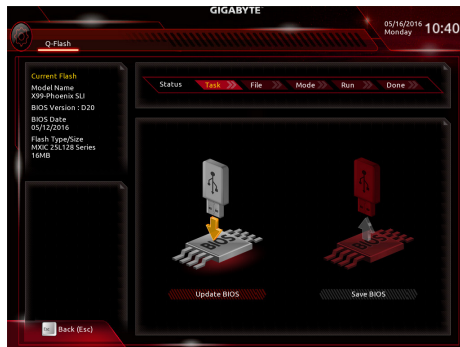 GIGABYTE
05/16/2016
Monday
10:40
Q-Flash
Current Flash
Model Name
X99-Phoenix SLI
BIOS Version : D20
BIOS Date
05/12/2016
Flash Type/Size
MXIC 25L128 Series
16MB
Status Task File Mode Run Done
BIOS
BIOS
Update BIOS
Save BIOS
Back (Esc)